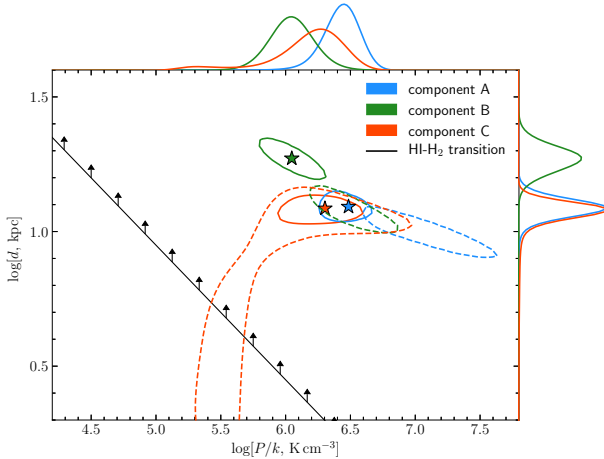 component A
component B
component C
HI-H₂ transition
1.5
1.0
0.5
log[d, kpc]
4.5 5.0 5.5 6.0 6.5 7.0 7.5
log[P/k, K cm⁻³]